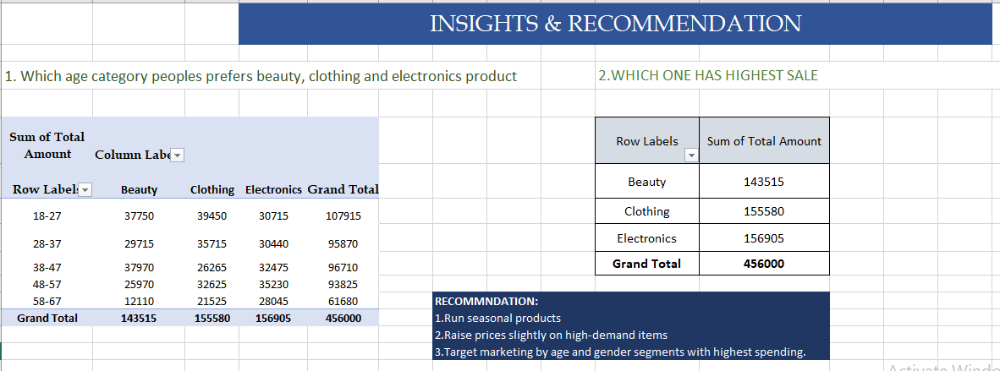 INSIGHTS & RECOMMENDATION
1. Which age category peoples prefers beauty, clothing and electronics product
2.WHICH ONE HAS HIGHEST SALE
Sum of Total
Amount Column Labe
Row Label Beauty Clothing Electronics Grand Total
18-27 37750 39450 30715 107915
28-37 29715 35715 30440 95870
38-47 37970 26265 32475 96710
48-57 25970 32625 35230 93825
58-67 12110 21525 28045 61680
Grand Total 143515 155580 156905 456000
Row Labels Sum of Total Amount
Beauty 143515
Clothing 155580
Electronics 156905
Grand Total 456000
RECOMMNDATION:
1.Run seasonal products
2.Raise prices slightly on high-demand items
3.Target marketing by age and gender segments with highest spending.
Activate Windo